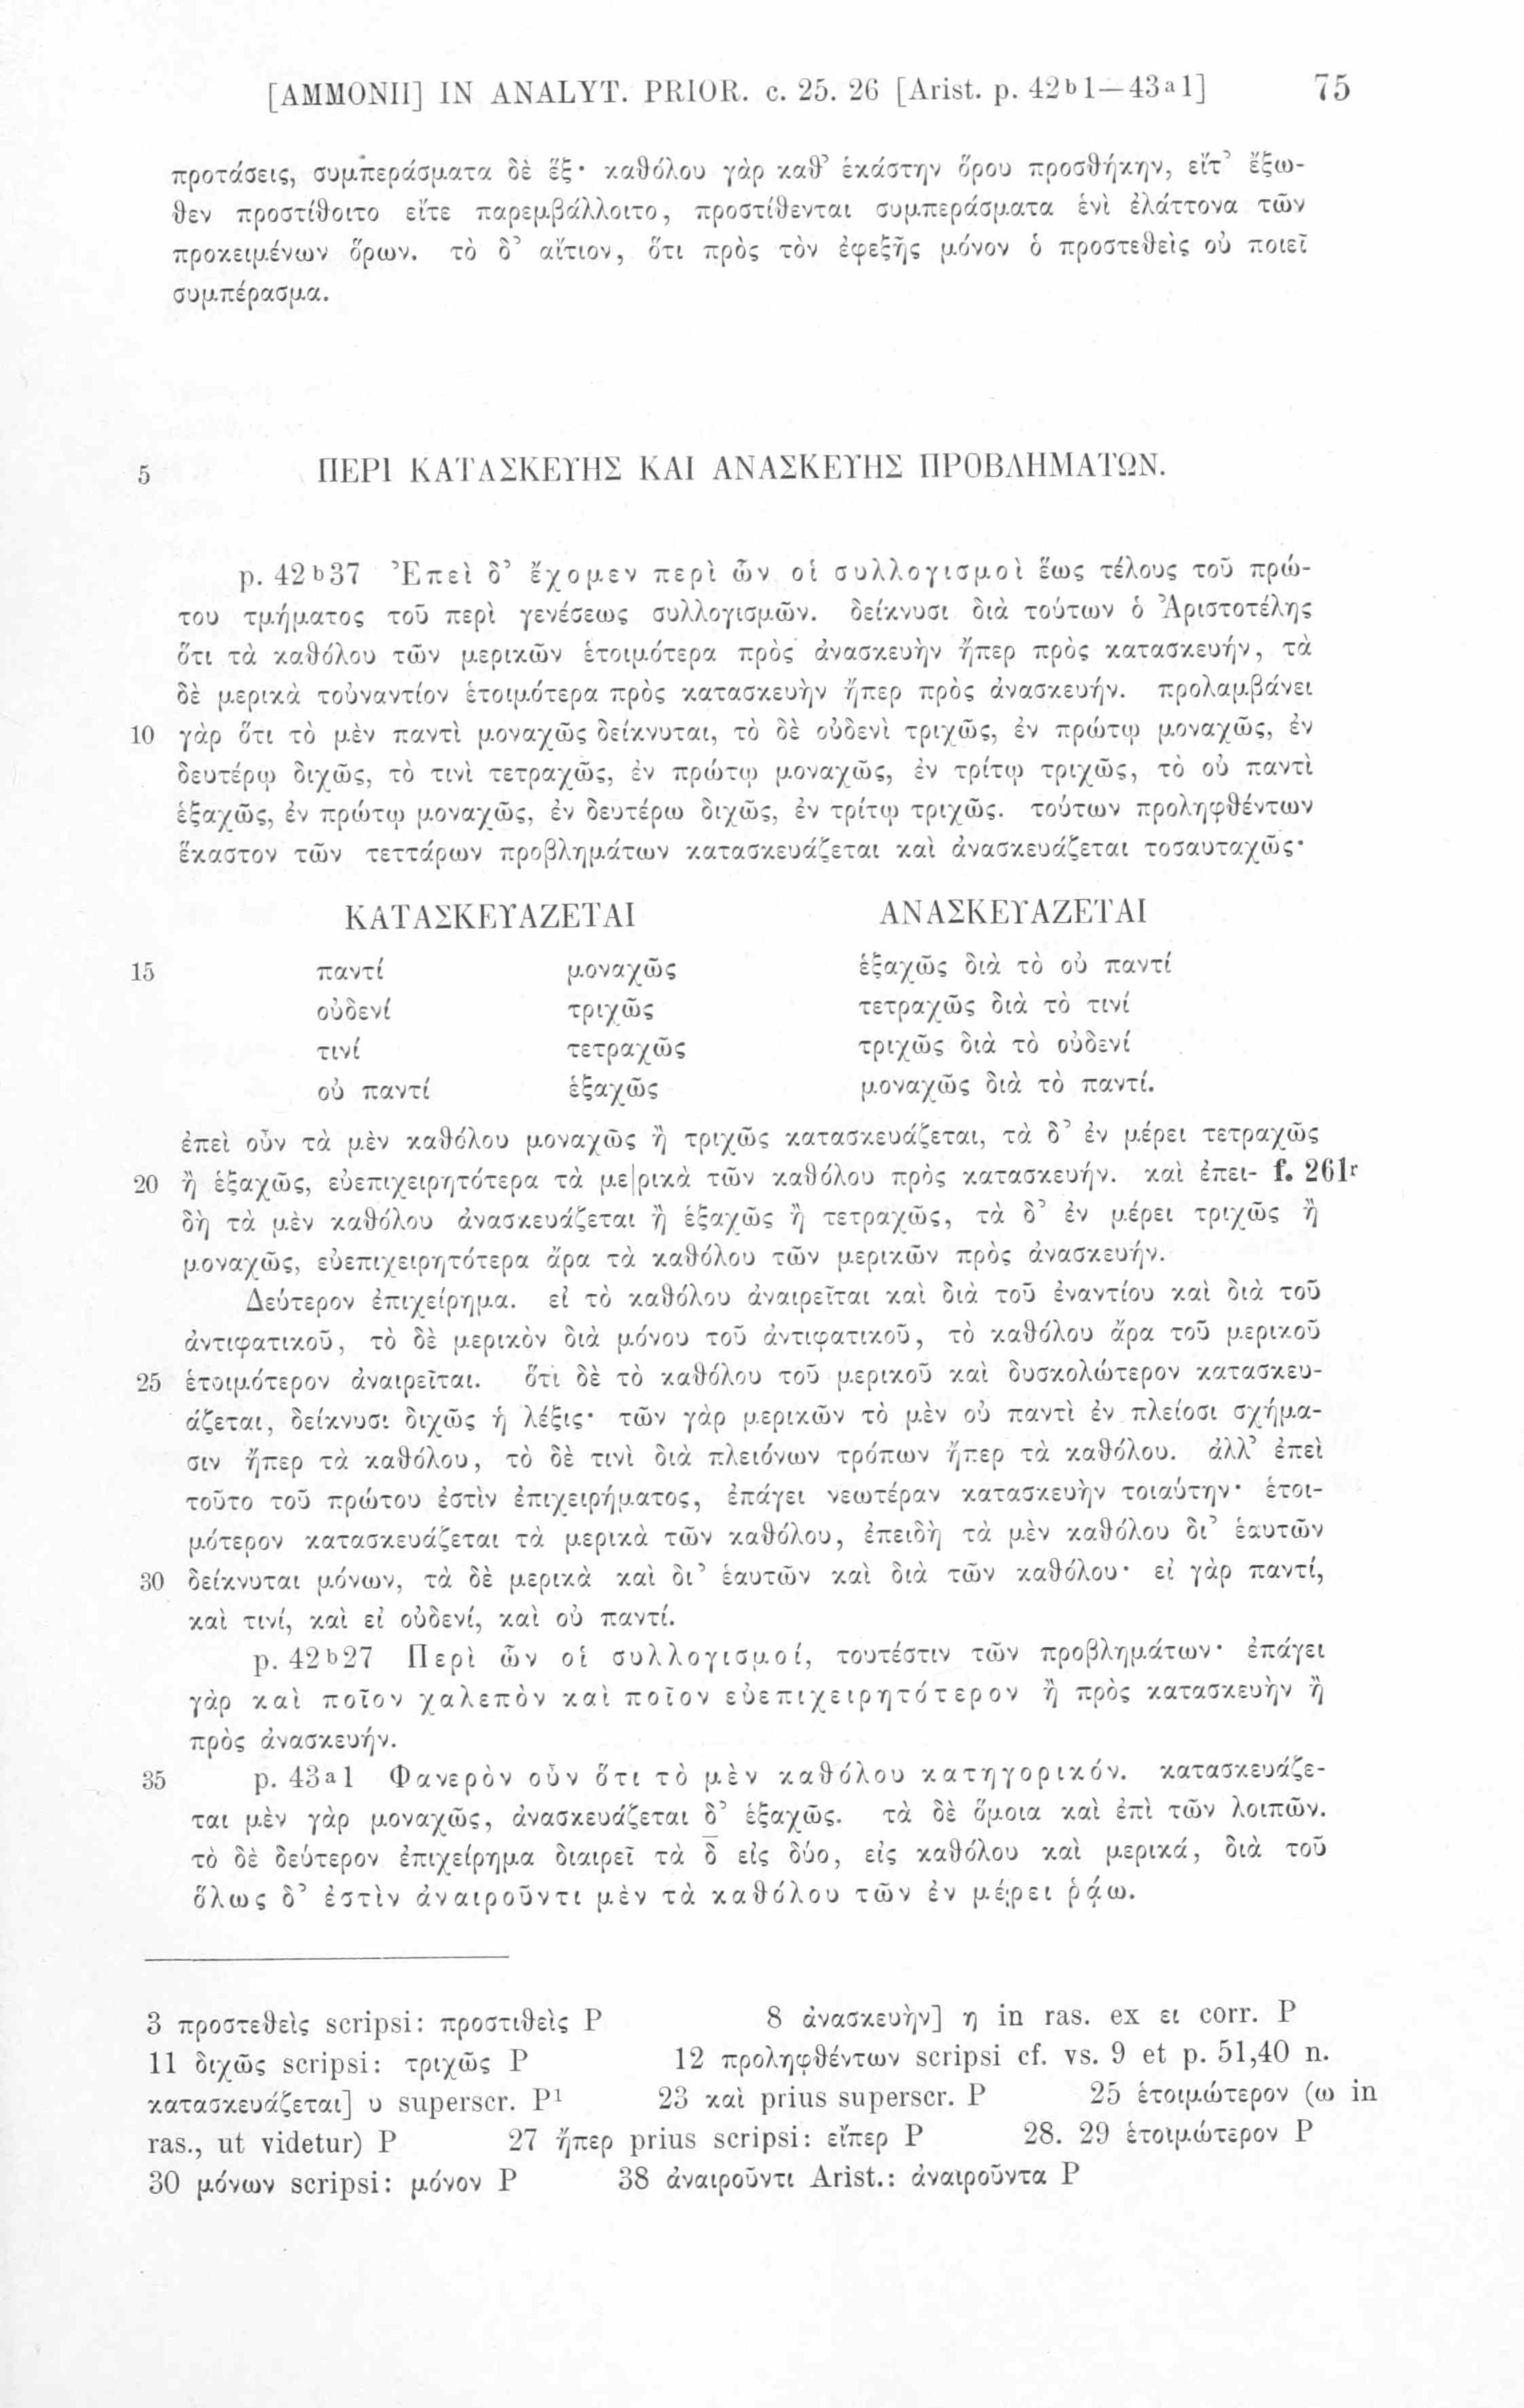 [AMMONII] IN ANALYT. PRIOR. c. 25. 26 [Arist. p. 42b1—43a1] 75
προτάσεις, συμπεράσματα δὲ ἕξ· καθόλου γὰρ καθ’ ἑκάστην ὅρου προσθήκην, εἴτ’ ἔξω-
θεν προστίθοιτο εἴτε παρεμβάλλοιτο, προστίθενται συμπεράσματα ἑνὶ ἐλάττονα τῶν
προκειμένων ὅρων. τὸ δ’ αἴτιον, ὅτι πρὸς τὸν ἐφεξῆς μόνον ὁ προστεθεὶς οὐ ποιεῖ
συμπέρασμα.
5 ΠΕΡΙ ΚΑΤΑΣΚΕΥΗΣ ΚΑΙ ΑΝΑΣΚΕΥΗΣ ΠΡΟΒΛΗΜΑΤΩΝ.
p. 42b37 Ἐπεὶ δ’ ἔχομεν περὶ ὧν οἱ συλλογισμοὶ ἕως τέλους τοῦ πρώ-
του τμήματος τοῦ περὶ γενέσεως συλλογισμῶν. δείκνυσι διὰ τούτων ὁ Ἀριστοτέλης
ὅτι τὰ καθόλου τῶν μερικῶν ἑτοιμότερα πρὸς ἀνασκευὴν ἤπερ πρὸς κατασκευήν, τὰ
δὲ μερικὰ τοὐναντίον ἑτοιμότερα πρὸς κατασκευὴν ἤπερ πρὸς ἀνασκευήν. προλαμβάνει
10 γὰρ ὅτι τὸ μὲν παντὶ μοναχῶς δείκνυται, τὸ δὲ οὐδενὶ τριχῶς, ἐν πρώτῳ μοναχῶς, ἐν
δευτέρῳ διχῶς, τὸ τινὶ τετραχῶς, ἐν πρώτῳ μοναχῶς, ἐν τρίτῳ τριχῶς, τὸ οὐ παντὶ
ἑξαχῶς, ἐν πρώτῳ μοναχῶς, ἐν δευτέρω διχῶς, ἐν τρίτῳ τριχῶς. τούτων προληφθέντων
ἕκαστον τῶν τεττάρων προβλημάτων κατασκευάζεται καὶ ἀνασκευάζεται τοσαυταχῶς·
ΚΑΤΑΣΚΕΥΑΖΕΤΑΙ ΑΝΑΣΚΕΥΑΖΕΤΑΙ
15 παντί μοναχῶς ἑξαχῶς διὰ τὸ οὐ παντί
οὐδενί τριχῶς τετραχῶς διὰ τὸ τινί
τινί τετραχῶς τριχῶς διὰ τὸ οὐδενί
οὐ παντί ἑξαχῶς μοναχῶς διὰ τὸ παντί.
ἐπεὶ οὖν τὰ μὲν καθόλου μοναχῶς ἢ τριχῶς κατασκευάζεται, τὰ δ’ ἐν μέρει τετραχῶς
20 ἢ ἑξαχῶς, εὐεπιχειρητότερα τὰ με|ρικὰ τῶν καθόλου πρὸς κατασκευήν. καὶ ἐπει- f. 261r
δὴ τὰ μὲν καθόλου ἀνασκευάζεται ἢ ἑξαχῶς ἢ τετραχῶς, τὰ δ’ ἐν μέρει τριχῶς ἢ
μοναχῶς, εὐεπιχειρητότερα ἄρα τὰ καθόλου τῶν μερικῶν πρὸς ἀνασκευήν.
Δεύτερον ἐπιχείρημα. εἰ τὸ καθόλου ἀναιρεῖται καὶ διὰ τοῦ ἐναντίου καὶ διὰ τοῦ
ἀντιφατικοῦ, τὸ δὲ μερικὸν διὰ μόνου τοῦ ἀντιφατικοῦ, τὸ καθόλου ἄρα τοῦ μερικοῦ
25 ἑτοιμότερον ἀναιρεῖται. ὅτι δὲ τὸ καθόλου τοῦ μερικοῦ καὶ δυσκολώτερον κατασκευ-
άζεται, δείκνυσι διχῶς ἡ λέξις· τῶν γὰρ μερικῶν τὸ μὲν οὐ παντὶ ἐν πλείοσι σχήμα-
σιν ἤπερ τὰ καθόλου, τὸ δὲ τινὶ διὰ πλειόνων τρόπων ἤπερ τὰ καθόλου. ἀλλ’ ἐπεὶ
τοῦτο τοῦ πρώτου ἐστὶν ἐπιχειρήματος, ἐπάγει νεωτέραν κατασκευὴν τοιαύτην· ἑτοι-
μότερον κατασκευάζεται τὰ μερικὰ τῶν καθόλου, ἐπειδὴ τὰ μὲν καθόλου δι’ ἑαυτῶν
30 δείκνυται μόνων, τὰ δὲ μερικὰ καὶ δι’ ἑαυτῶν καὶ διὰ τῶν καθόλου· εἰ γὰρ παντί,
καὶ τινί, καὶ εἰ οὐδενί, καὶ οὐ παντί.
p. 42b27 Περὶ ὧν οἱ συλλογισμοί, τουτέστιν τῶν προβλημάτων· ἐπάγει
γὰρ καὶ ποῖον χαλεπὸν καὶ ποῖον εὐεπιχειρητότερον ἢ πρὸς κατασκευὴν ἢ
πρὸς ἀνασκευήν.
35 p. 43a1 Φανερὸν οὖν ὅτι τὸ μὲν καθόλου κατηγορικόν. κατασκευάζε-
ται μὲν γὰρ μοναχῶς, ἀνασκευάζεται δ’ ἑξαχῶς. τὰ δὲ ὅμοια καὶ ἐπὶ τῶν λοιπῶν.
τὸ δὲ δεύτερον ἐπιχείρημα διαιρεῖ τὰ δ̄ εἰς δύο, εἰς καθόλου καὶ μερικά, διὰ τοῦ
ὅλως δ’ ἐστὶν ἀναιροῦντι μὲν τὰ καθόλου τῶν ἐν μέρει ῥᾴω.
3 προστεθεὶς scripsi: προστιθεὶς P 8 ἀνασκευὴν] η in ras. ex ει corr. P
11 διχῶς scripsi: τριχῶς P 12 προληφθέντων scripsi cf. vs. 9 et p. 51,40 n.
κατασκευάζεται] υ superscr. P¹ 23 καὶ prius superscr. P 25 ἑτοιμώτερον (ω in
ras., ut videtur) P 27 ἤπερ prius scripsi: εἴπερ P 28. 29 ἑτοιμώτερον P
30 μόνων scripsi: μόνον P 38 ἀναιροῦντι Arist.: ἀναιροῦντα P